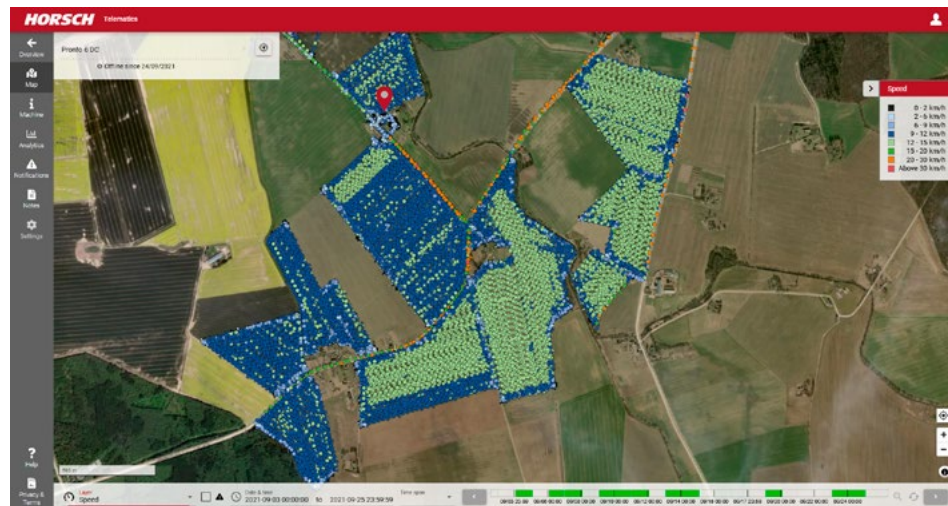 HORSCH Telematics
Overview
Pronto 6 DC
Offline since 24/09/2021
Map
Machine
Analytics
Notifications
Notes
Settings
Speed
0 - 2 km/h
2 - 6 km/h
6 - 9 km/h
9 - 12 km/h
12 - 15 km/h
15 - 20 km/h
20 - 30 km/h
Above 30 km/h
Help
Privacy &
Terms
Layer
Speed
Date & time
2021-09-03 00:00:00 to 2021-09-25 23:59:59
Time span